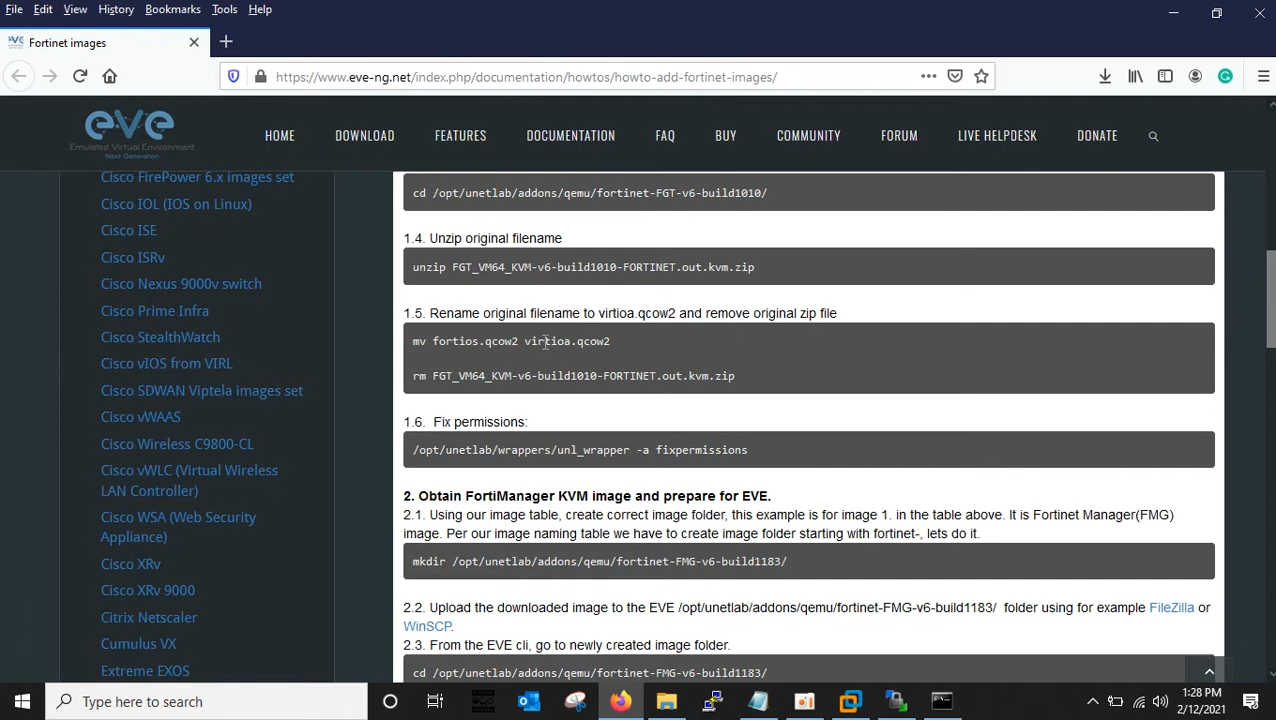 File Edit View History Bookmarks Tools Help
Fortinet images
https://www.eve-ng.net/index.php/documentation/howtos/howto-add-fortinet-images/
eve
Emulated Virtual Environment
Next Generation
HOME DOWNLOAD FEATURES DOCUMENTATION FAQ BUY COMMUNITY FORUM LIVE HELPDESK DONATE
Cisco FirePower 6.x images set
Cisco IOL (IOS on Linux)
Cisco ISE
Cisco ISRv
Cisco Nexus 9000v switch
Cisco Prime Infra
Cisco StealthWatch
Cisco vIOS from VIRL
Cisco SDWAN Viptela images set
Cisco vWAAS
Cisco Wireless C9800-CL
Cisco vWLC (Virtual Wireless
LAN Controller)
Cisco WSA (Web Security
Appliance)
Cisco XRv
Cisco XRv 9000
Citrix Netscaler
Cumulus VX
Extreme EXOS
cd /opt/unetlab/addons/qemu/fortinet-FGT-v6-build1010/
1.4. Unzip original filename
unzip FGT_VM64_KVM-v6-build1010-FORTINET.out.kvm.zip
1.5. Rename original filename to virtioa.qcow2 and remove original zip file
mv fortios.qcow2 virtioa.qcow2
rm FGT_VM64_KVM-v6-build1010-FORTINET.out.kvm.zip
1.6. Fix permissions:
/opt/unetlab/wrappers/unl_wrapper -a fixpermissions
2. Obtain FortiManager KVM image and prepare for EVE.
2.1. Using our image table, create correct image folder, this example is for image 1. in the table above. It is Fortinet Manager(FMG)
image. Per our image naming table we have to create image folder starting with fortinet-, lets do it.
mkdir /opt/unetlab/addons/qemu/fortinet-FMG-v6-build1183/
2.2. Upload the downloaded image to the EVE /opt/unetlab/addons/qemu/fortinet-FMG-v6-build1183/ folder using for example FileZilla or
WinSCP.
2.3. From the EVE cli, go to newly created image folder.
cd /opt/unetlab/addons/qemu/fortinet-FMG-v6-build1183/
Type here to search
1:28 PM
2/12/2021